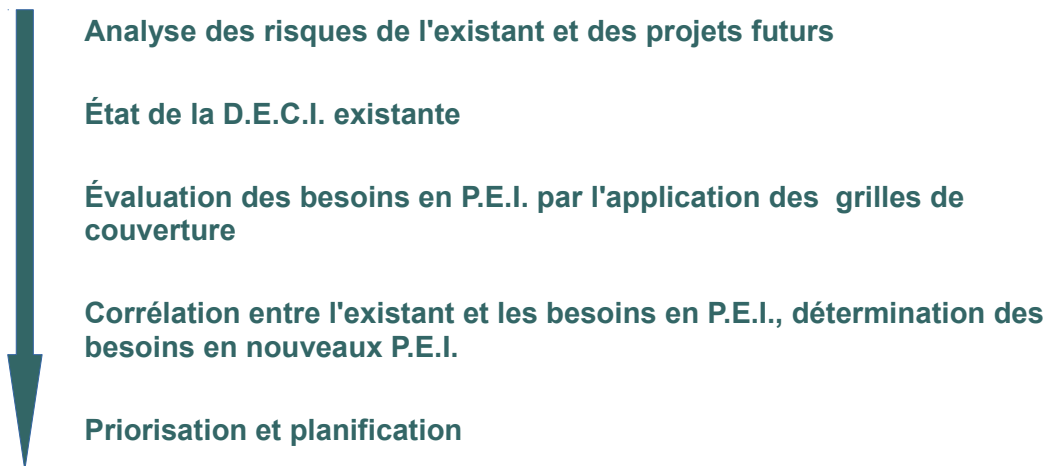 Analyse des risques de l'existant et des projets futurs
État de la D.E.C.I. existante
Évaluation des besoins en P.E.I. par l'application des  grilles de
couverture
Corrélation entre l'existant et les besoins en P.E.I., détermination des
besoins en nouveaux P.E.I.
Priorisation et planification